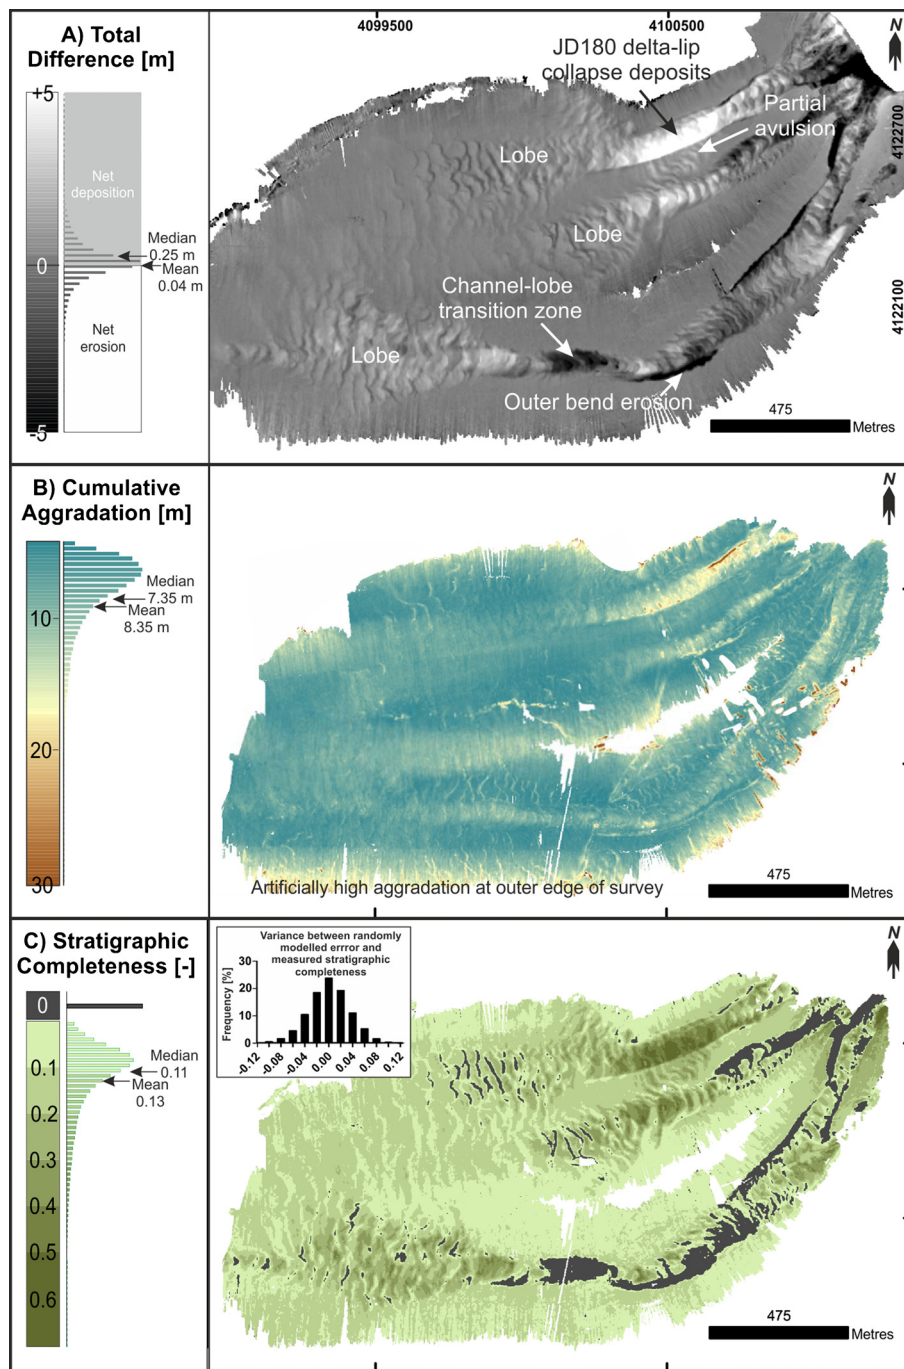 A) Total
Difference [m]
+5
0
-5
Net
deposition
Median
0.25 m
Mean
0.04 m
Net
erosion
4099500
4100500
N
4122700
4122100
JD180 delta-lip
collapse deposits
Partial
avulsion
Lobe
Lobe
Channel-lobe
transition zone
Lobe
Outer bend erosion
475
Metres
B) Cumulative
Aggradation [m]
10
20
30
Median
7.35 m
Mean
8.35 m
N
Artificially high aggradation at outer edge of survey
475
Metres
C) Stratigraphic
Completeness [-]
0
0.1
0.2
0.3
0.4
0.5
0.6
Median
0.11
Mean
0.13
Variance between randomly
modelled errror and
measured stratigraphic
completeness
Frequency [%]
30
20
10
0
-0.12
-0.08
-0.04
0.00
0.04
0.08
0.12
N
475
Metres